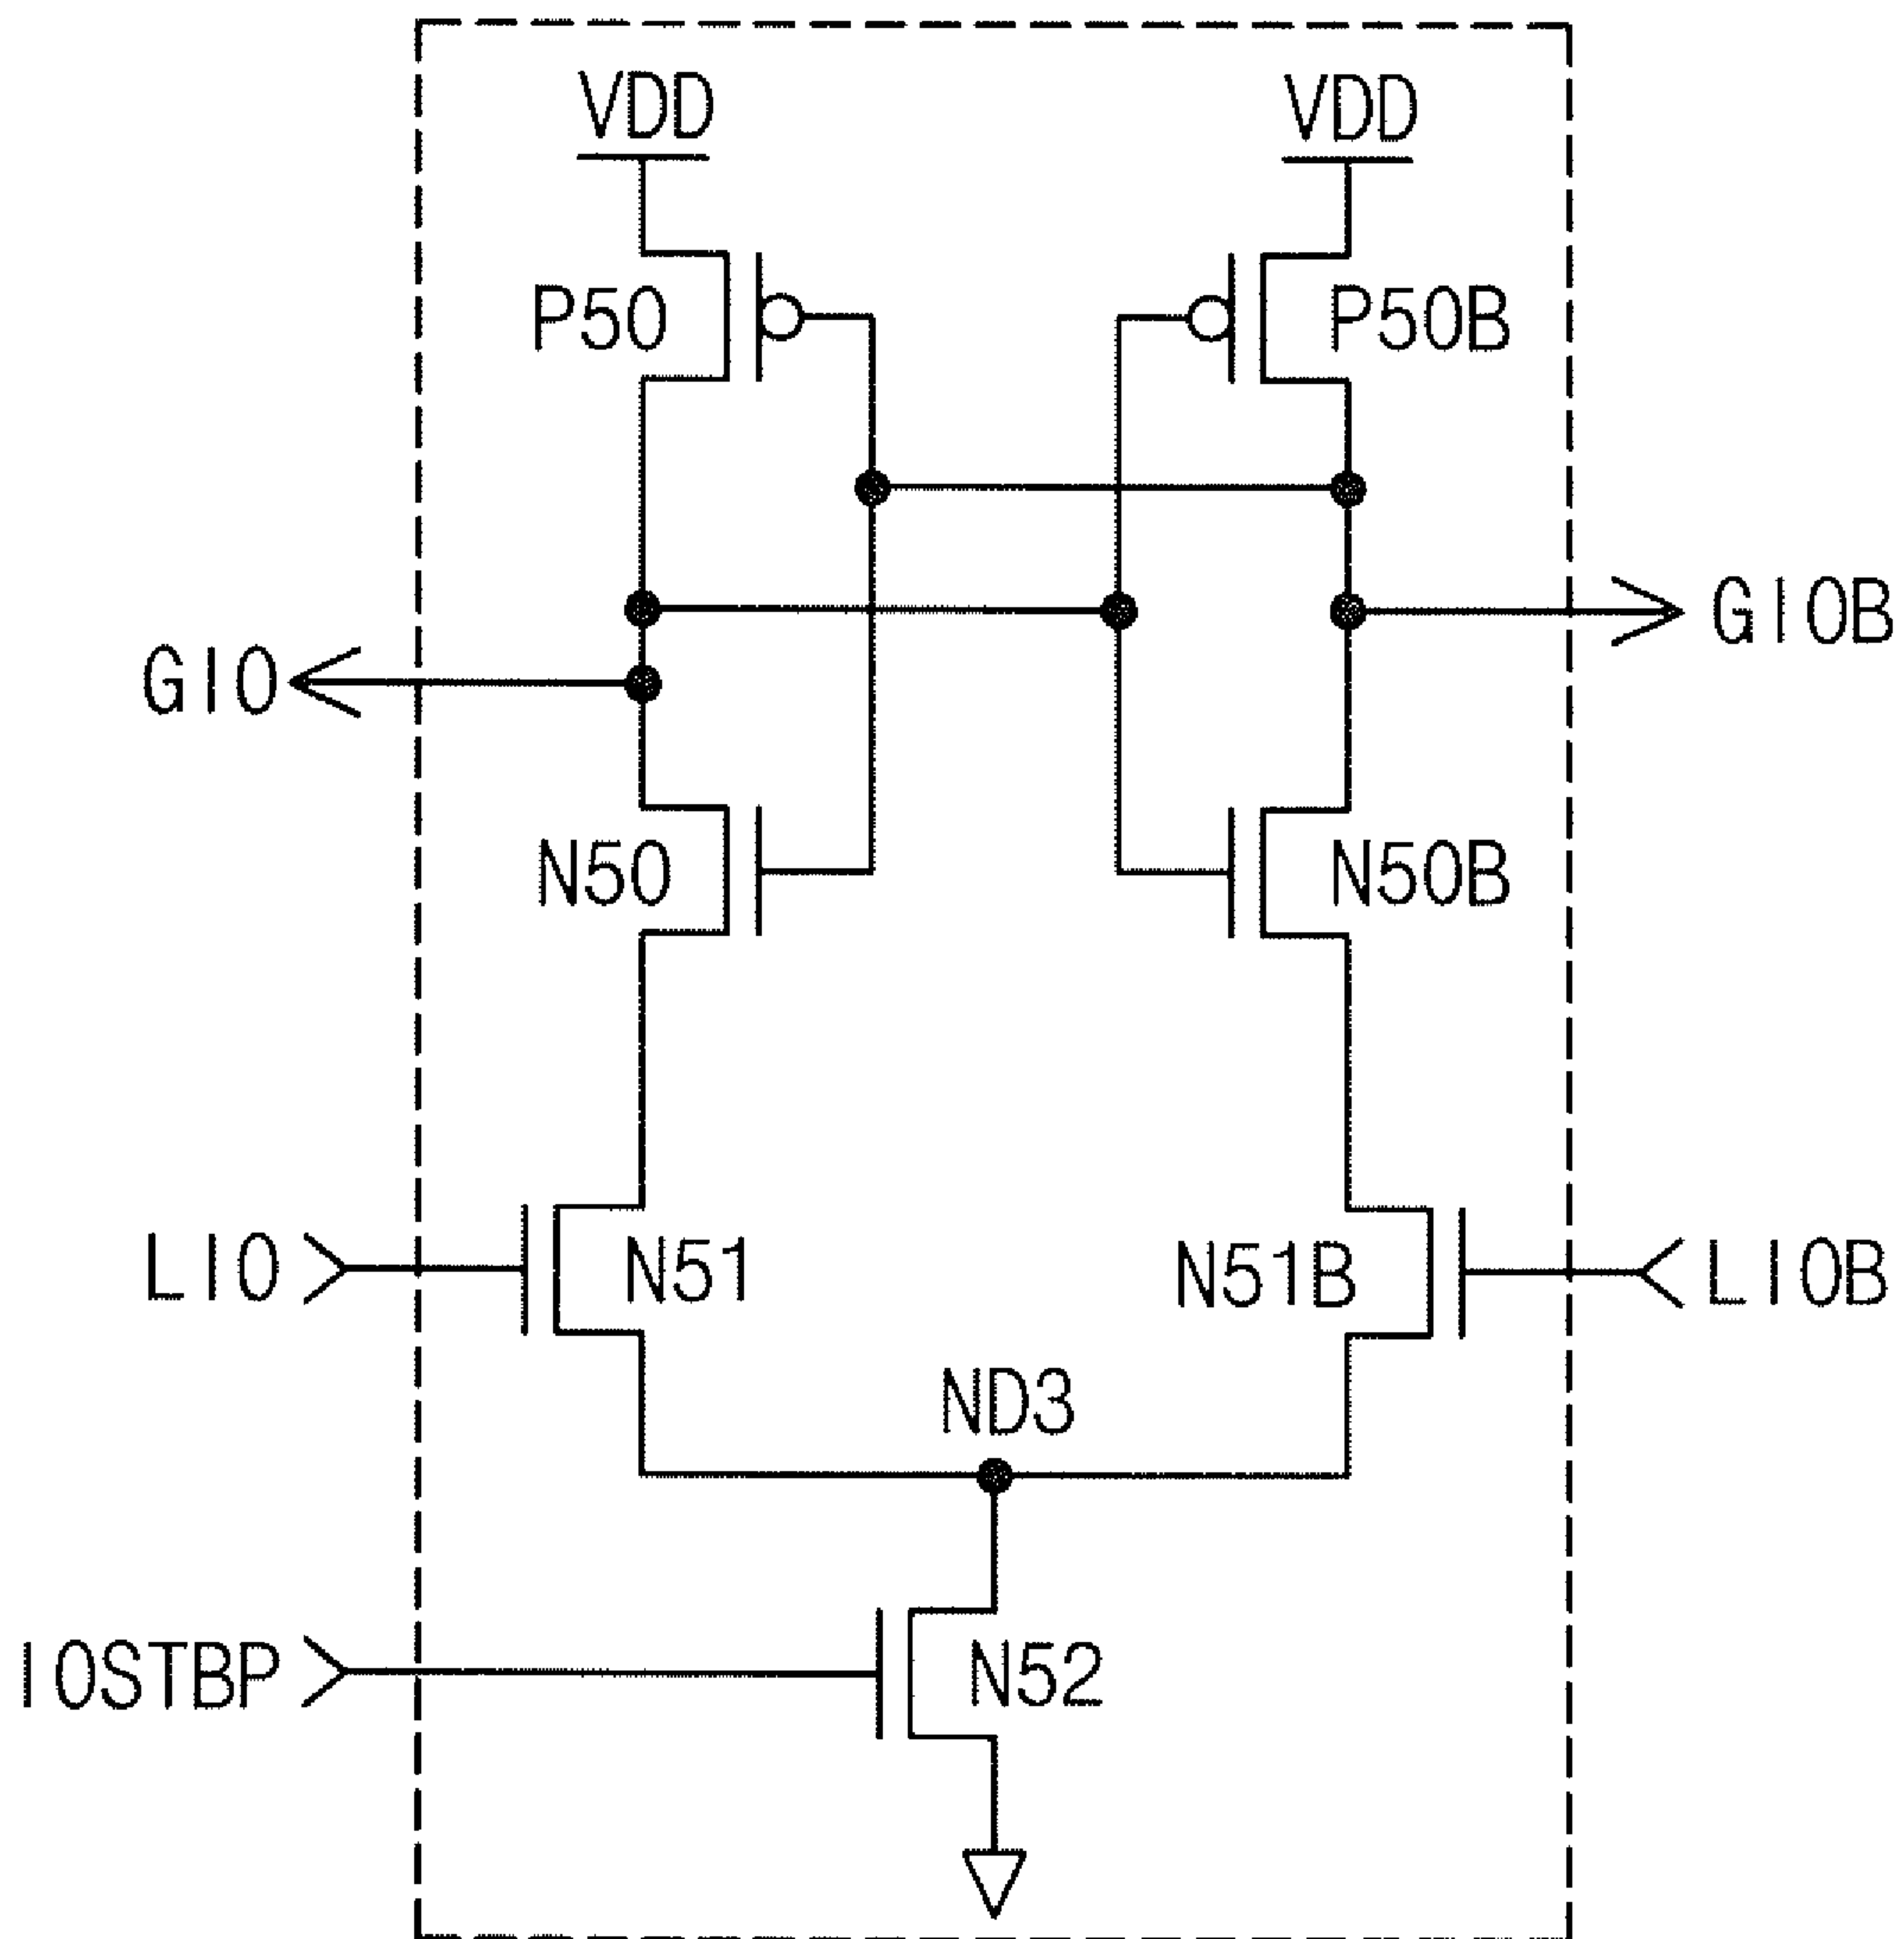 VDD
VDD
P50
P50B
GIOB
GIO
N50
N50B
LIO
N51
N51B
LIOB
ND3
IOSTBP
N52